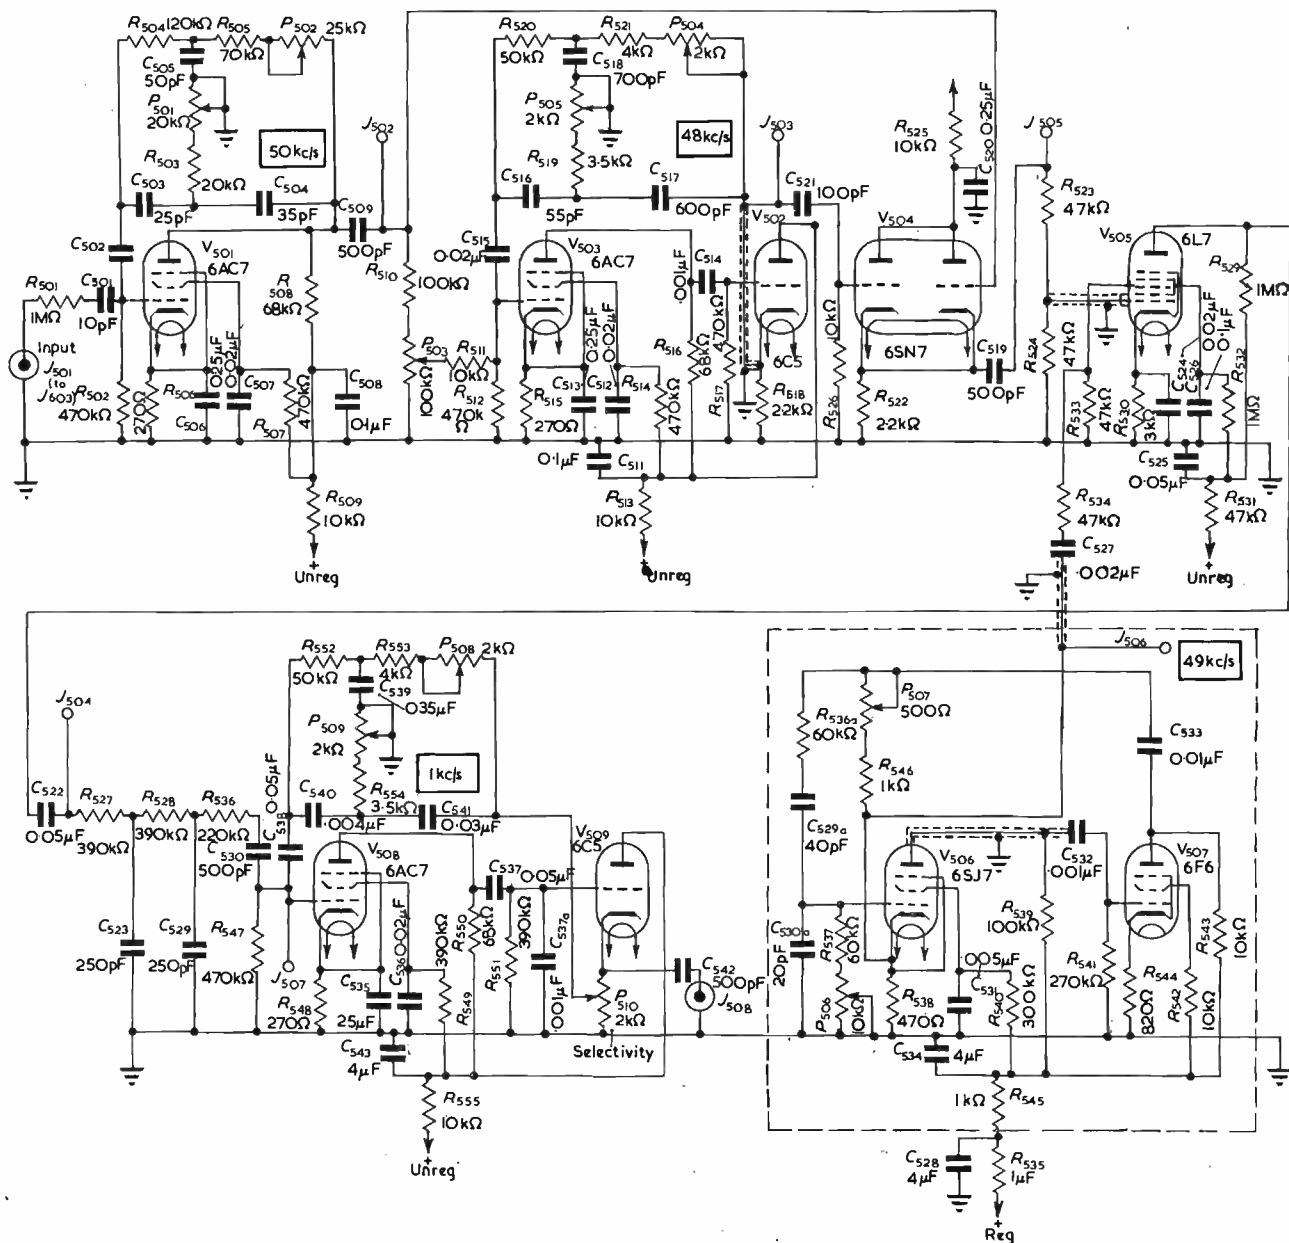 R504 120kΩ
R505
70kΩ
P502
25kΩ
C505
50pF
P501
20kΩ
R503
20kΩ
50kc/s
C503
25pF
C504
35pF
C509
500pF
J502
C502
C501
10pF
R501
1MΩ
Input
J501
(to
J603)
R502
470kΩ
V501
6AC7
R506
270Ω
0.25μF
C506
0.02μF
C507
R507
470kΩ
R508
68kΩ
C508
0.1μF
R509
10kΩ
+
Unreg
R510
100kΩ
P503
100kΩ
R511
10kΩ
R512
470k
Ω
R520
50kΩ
R521
4kΩ
P504
2kΩ
C518
700pF
P505
2kΩ
R519
3.5kΩ
48kc/s
C516
55pF
C517
600pF
C515
0.02μF
V503
6AC7
R515
270Ω
C513
0.25μF
C512
0.02μF
R514
470kΩ
0.1μF
C511
R513
10kΩ
+
Unreg
.001μF
C514
R516
68kΩ
470kΩ
R517
V502
6C5
R518
2.2kΩ
J503
C521
100pF
V504
6SN7
10kΩ
R526
R522
2.2kΩ
C519
500pF
R525
10kΩ
C520 0.25μF
J505
R523
47kΩ
R524
47kΩ
V505
6L7
R533
47kΩ
R530
3kΩ
C524
0.02μF
C526
0.1μF
R532
1MΩ
R529
1MΩ
C525
0.05μF
R531
47kΩ
+
Unreg
R534
47kΩ
C527
.002μF
J506
49kc/s
J504
C522
0.05μF
R527
390kΩ
R528
390kΩ
R536
220kΩ
C530
500pF
C523
250pF
C529
250pF
R547
470kΩ
0.05μF
C538
J507
R552
50kΩ
R553
4kΩ
P508 2kΩ
C539
.035μF
P509
2kΩ
R554
3.5kΩ
1kc/s
C540
.004μF
C541
0.03μF
V508
6AC7
R548
270Ω
C535
25μF
C536 0.02μF
390kΩ
R549
R550
68kΩ
C537
0.05μF
R551
390kΩ
C537a
.001μF
V509
6C5
P510
2kΩ
Selectivity
C542
500pF
J508
C543
4μF
R555
10kΩ
+
Unreg
R536a
60kΩ
P507
500Ω
R546
1kΩ
C529a
40pF
C530a
20pF
R537
60kΩ
P506
10kΩ
V506
6SJ7
R538
470Ω
.005μF
C531
R540
300kΩ
R539
100kΩ
C532
.001μF
C533
0.01μF
V507
6F6
R541
270kΩ
R544
820Ω
R542
10kΩ
R543
10kΩ
C534
4μF
1kΩ R545
C528
4μF
R535
1μF
+
Reg